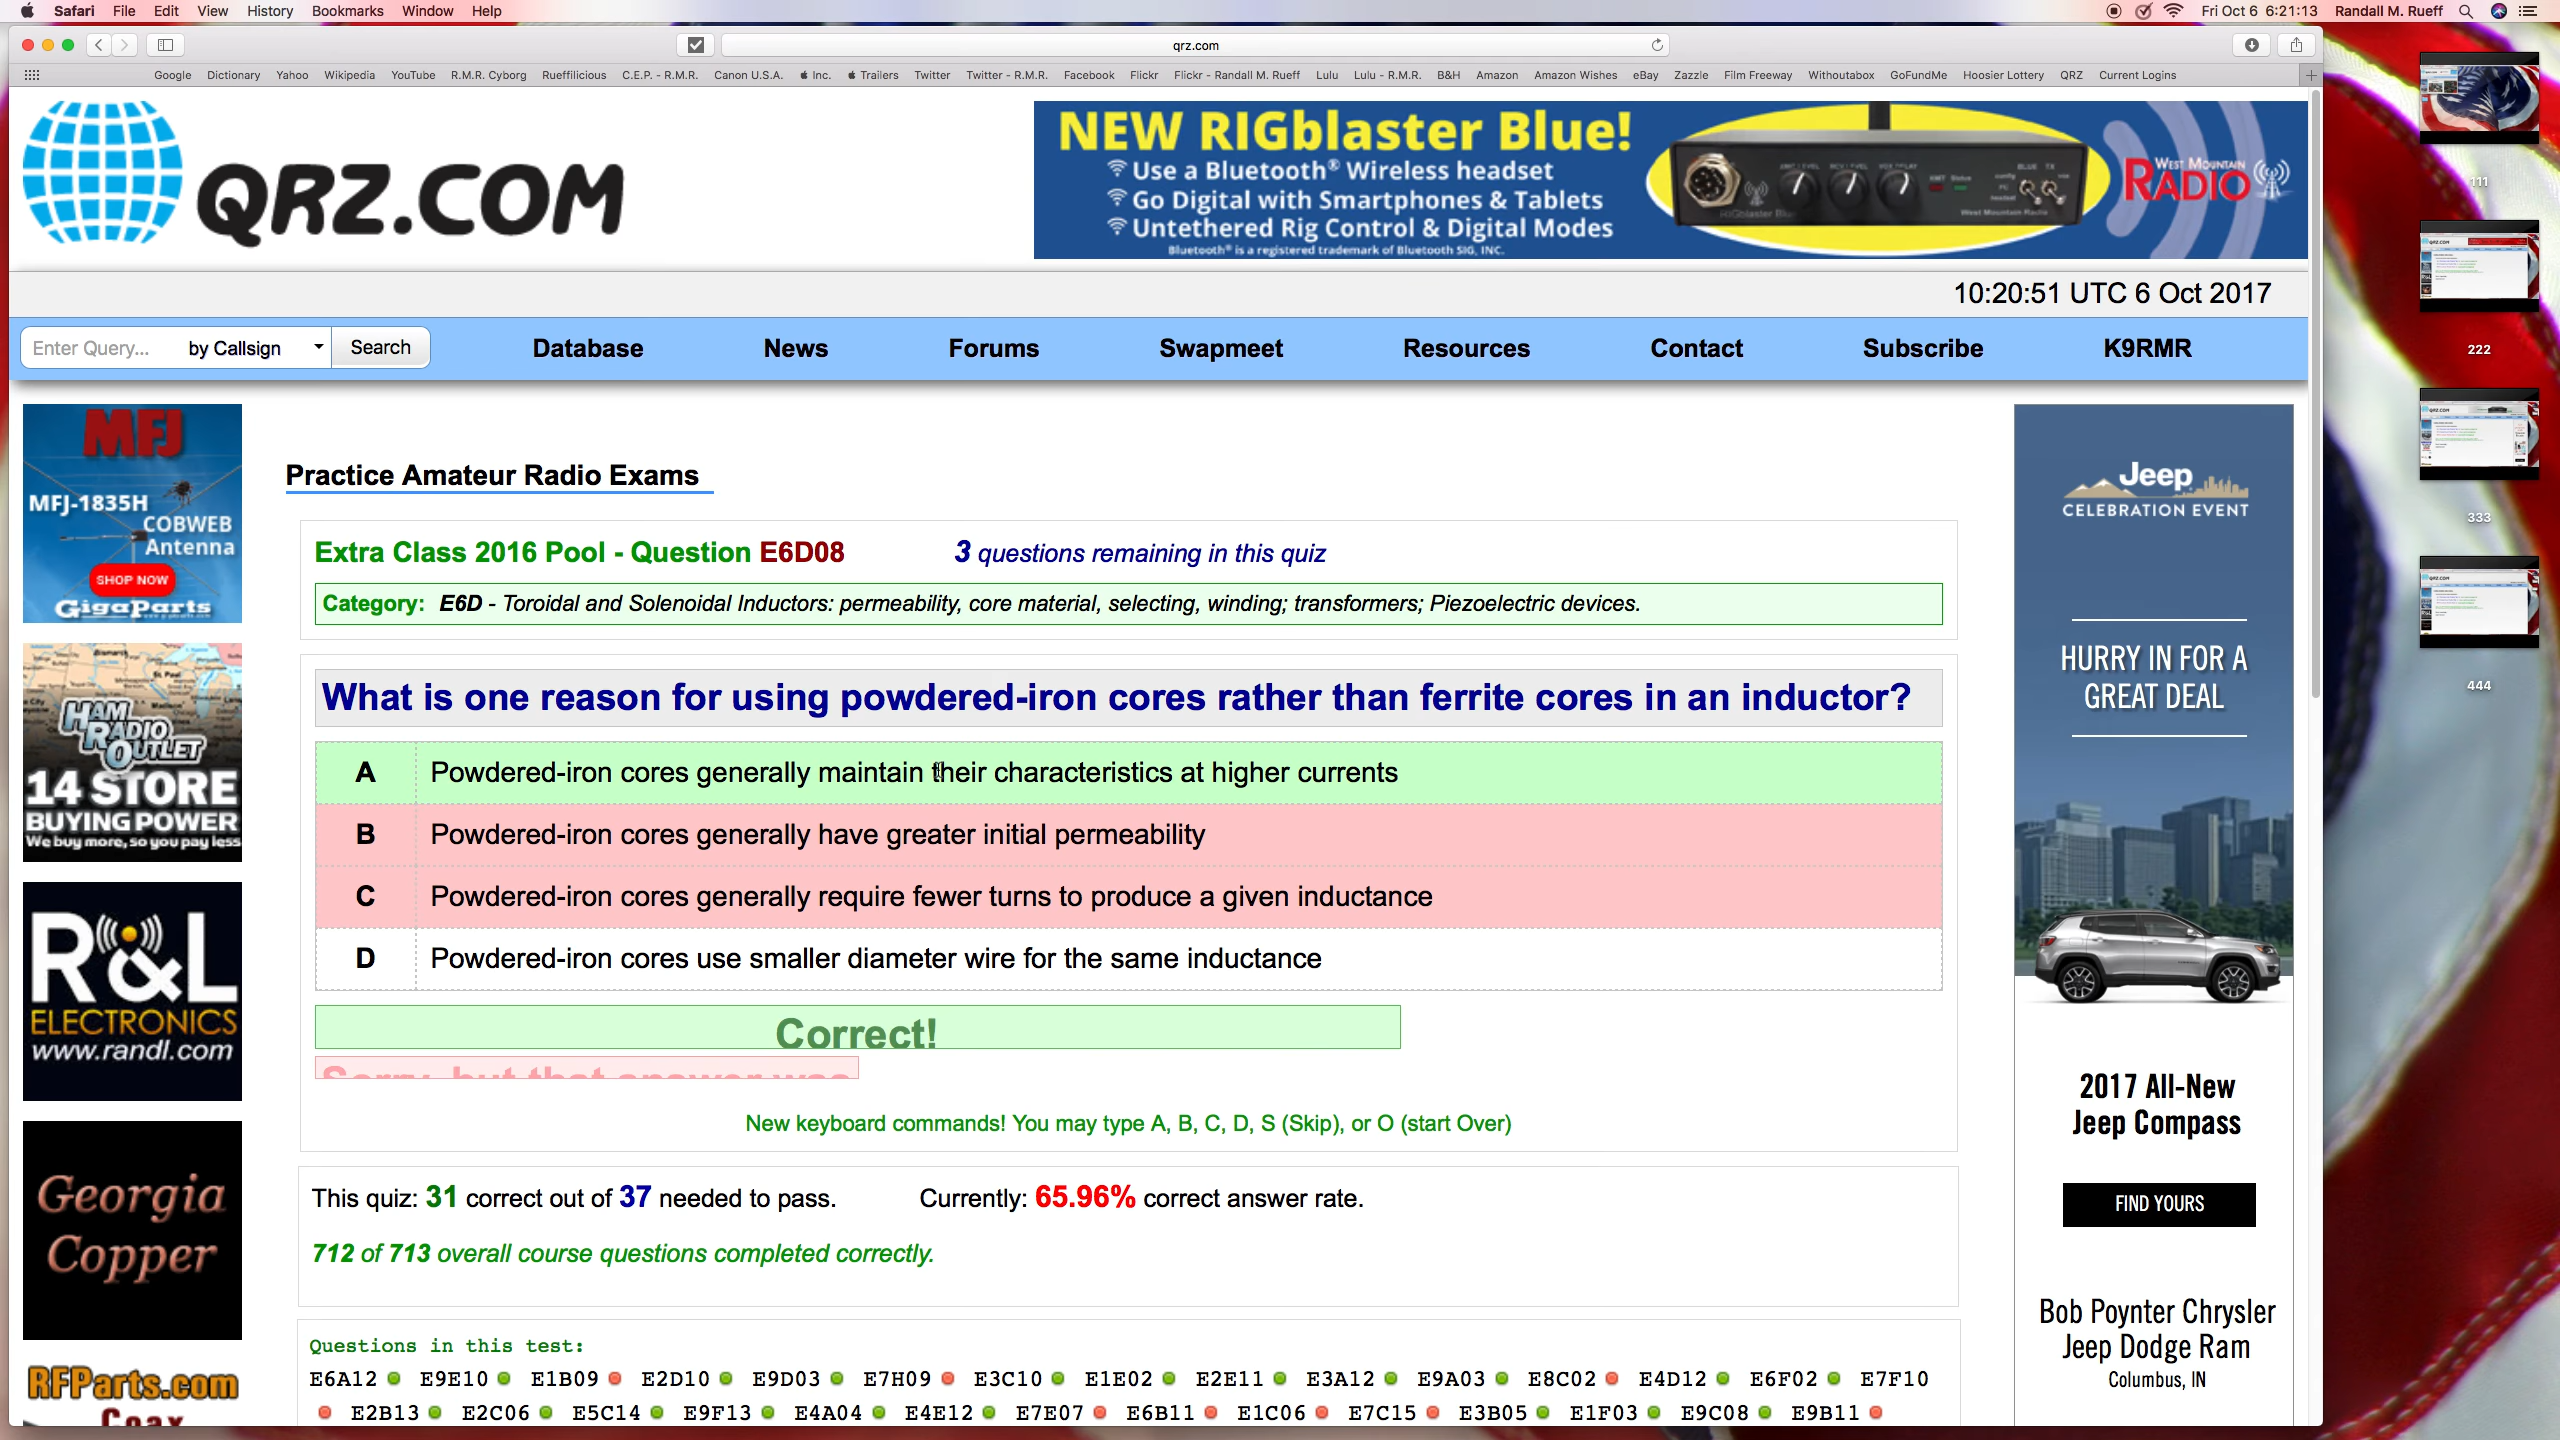 Safari File Edit View History Bookmarks Window Help
Fri Oct 6 6:21:13 Randall M. Rueff
qrz.com
Google Dictionary Yahoo Wikipedia YouTube R.M.R. Cyborg Rueffilicious C.E.P. - R.M.R. Canon U.S.A. Inc. Trailers Twitter Twitter - R.M.R. Facebook Flickr Flickr - Randall M. Rueff Lulu Lulu - R.M.R. B&H Amazon Amazon Wishes eBay Zazzle Film Freeway Withoutabox GoFundMe Hoosier Lottery QRZ Current Logins
QRZ.COM
NEW RIGblaster Blue!
Use a Bluetooth® Wireless headset
Go Digital with Smartphones & Tablets
Untethered Rig Control & Digital Modes
Bluetooth® is a registered trademark of Bluetooth SIG, INC.
WEST MOUNTAIN
RADIO
10:20:51 UTC 6 Oct 2017
Enter Query... by Callsign Search
Database News Forums Swapmeet Resources Contact Subscribe K9RMR
MFJ
MFJ-1835H
COBWEB
Antenna
SHOP NOW
GigaParts
HAM
RADIO
OUTLET
14 STORE
BUYING POWER
We buy more, so you pay less
R&L
ELECTRONICS
www.randl.com
Georgia
Copper
RFParts.com
Coax
Practice Amateur Radio Exams
Extra Class 2016 Pool - Question E6D08 3 questions remaining in this quiz
Category: E6D - Toroidal and Solenoidal Inductors: permeability, core material, selecting, winding; transformers; Piezoelectric devices.
What is one reason for using powdered-iron cores rather than ferrite cores in an inductor?
A Powdered-iron cores generally maintain their characteristics at higher currents
B Powdered-iron cores generally have greater initial permeability
C Powdered-iron cores generally require fewer turns to produce a given inductance
D Powdered-iron cores use smaller diameter wire for the same inductance
Correct!
Sorry, but that answer was
New keyboard commands! You may type A, B, C, D, S (Skip), or O (start Over)
This quiz: 31 correct out of 37 needed to pass. Currently: 65.96% correct answer rate.
712 of 713 overall course questions completed correctly.
Questions in this test:
E6A12 E9E10 E1B09 E2D10 E9D03 E7H09 E3C10 E1E02 E2E11 E3A12 E9A03 E8C02 E4D12 E6F02 E7F10
E2B13 E2C06 E5C14 E9F13 E4A04 E4E12 E7E07 E6B11 E1C06 E7C15 E3B05 E1F03 E9C08 E9B11
Jeep
CELEBRATION EVENT
HURRY IN FOR A
GREAT DEAL
2017 All-New
Jeep Compass
FIND YOURS
Bob Poynter Chrysler
Jeep Dodge Ram
Columbus, IN
111
222
333
444